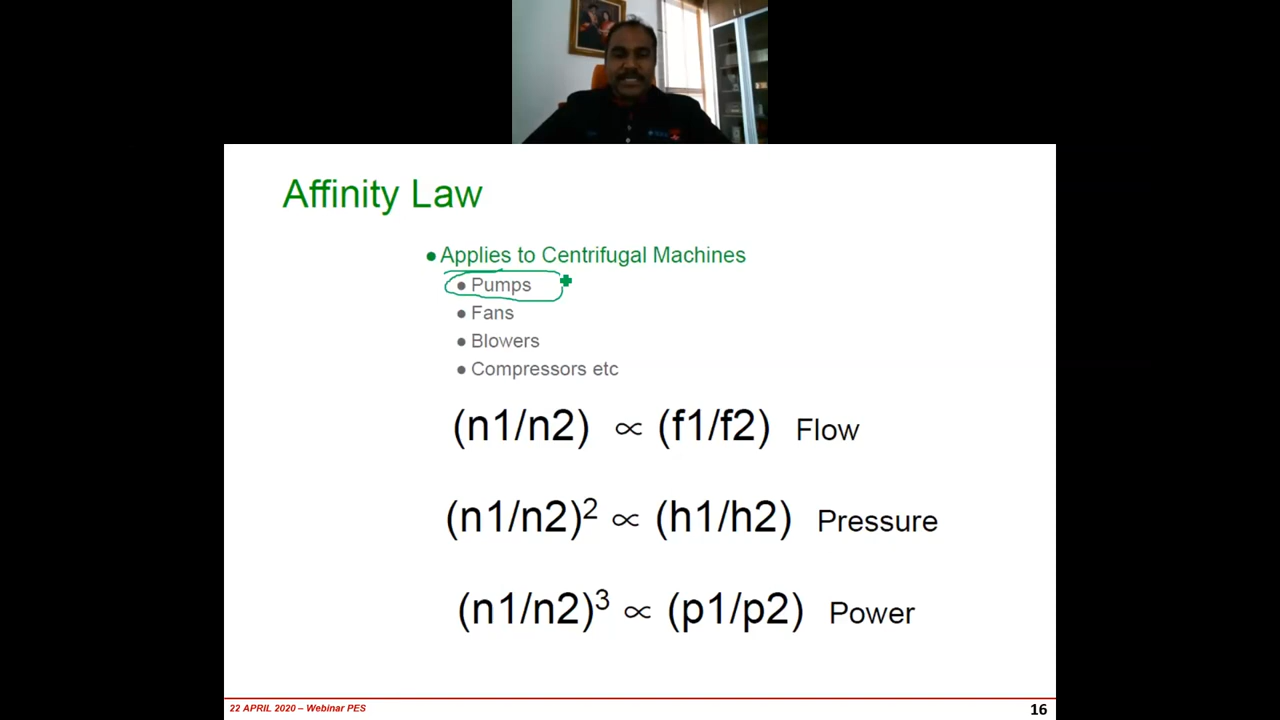 Affinity Law
● Applies to Centrifugal Machines
● Pumps
● Fans
● Blowers
● Compressors etc
(n1/n2) ∝ (f1/f2) Flow
(n1/n2)² ∝ (h1/h2) Pressure
(n1/n2)³ ∝ (p1/p2) Power
22 APRIL 2020 – Webinar PES
16